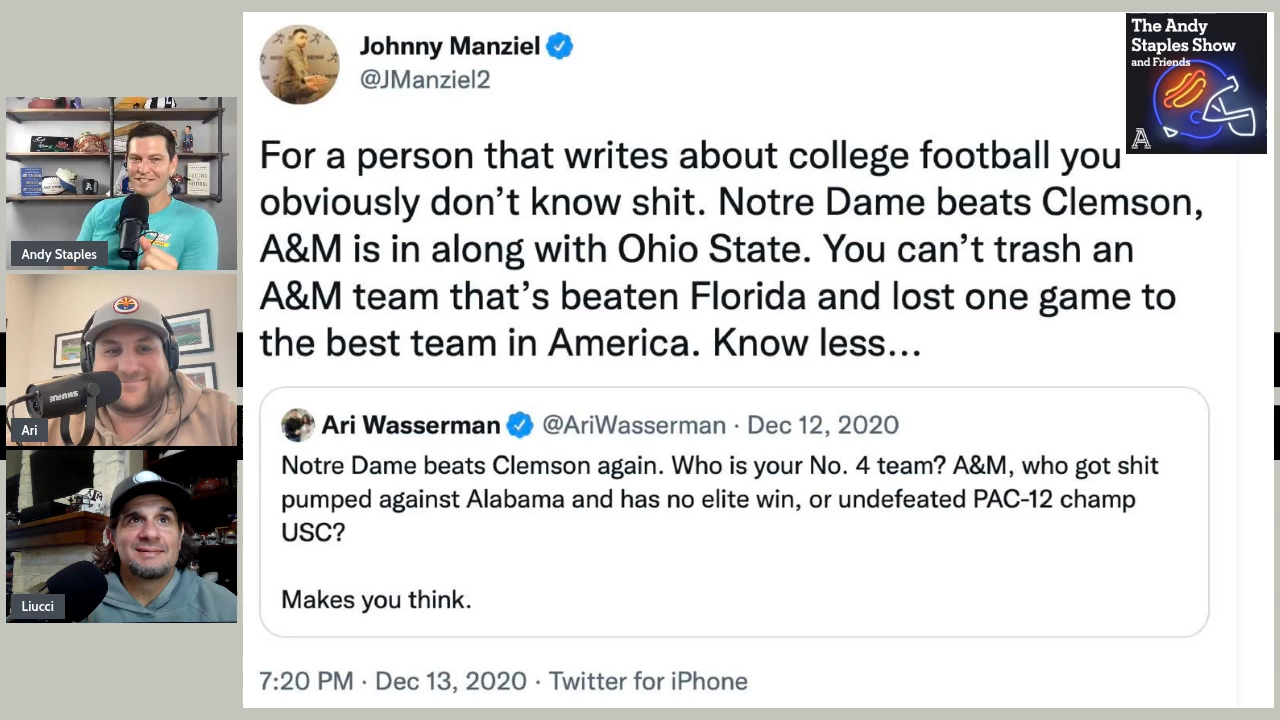 Johnny Manziel
@JManziel2
The Andy
Staples Show
and Friends
A
For a person that writes about college football you
obviously don’t know shit. Notre Dame beats Clemson,
A&M is in along with Ohio State. You can’t trash an
A&M team that’s beaten Florida and lost one game to
the best team in America. Know less...
Ari Wasserman @AriWasserman · Dec 12, 2020
Notre Dame beats Clemson again. Who is your No. 4 team? A&M, who got shit
pumped against Alabama and has no elite win, or undefeated PAC-12 champ
USC?
Makes you think.
7:20 PM · Dec 13, 2020 · Twitter for iPhone
Andy Staples
Ari
Liucci